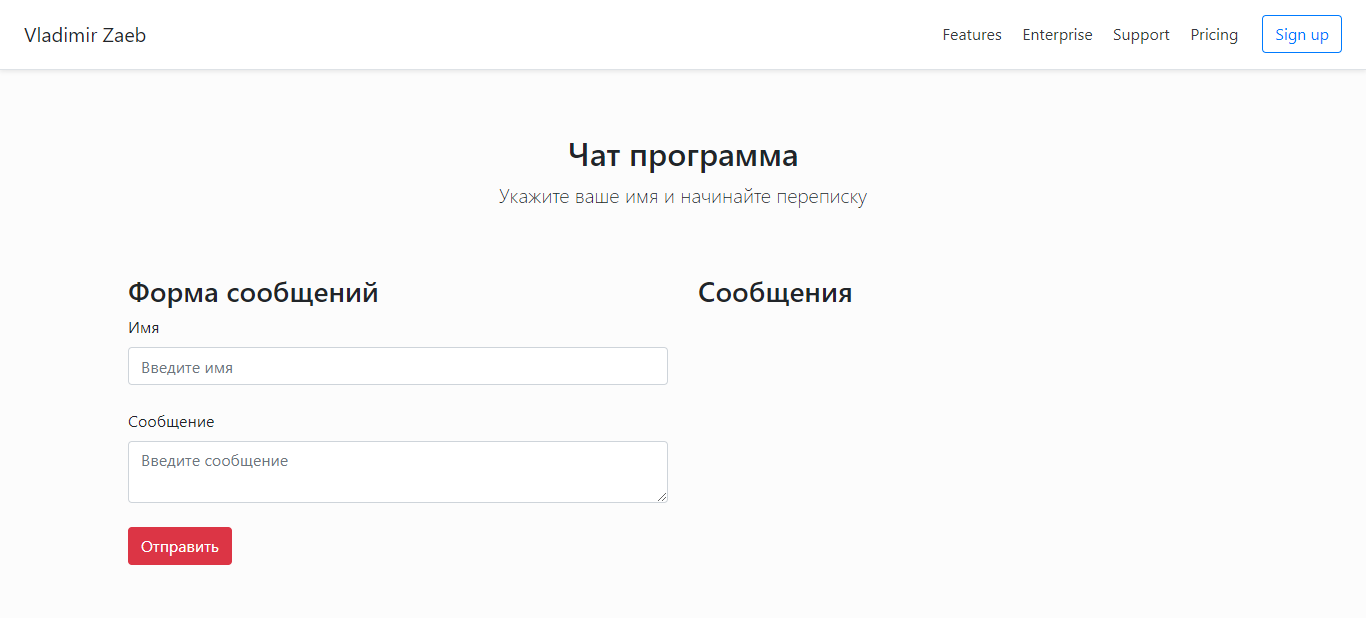 Vladimir Zaeb Features Enterprise Support Pricing Sign up
Чат программа
Укажите ваше имя и начинайте переписку
Форма сообщений
Имя
Введите имя
Сообщение
Введите сообщение
Отправить
Сообщения